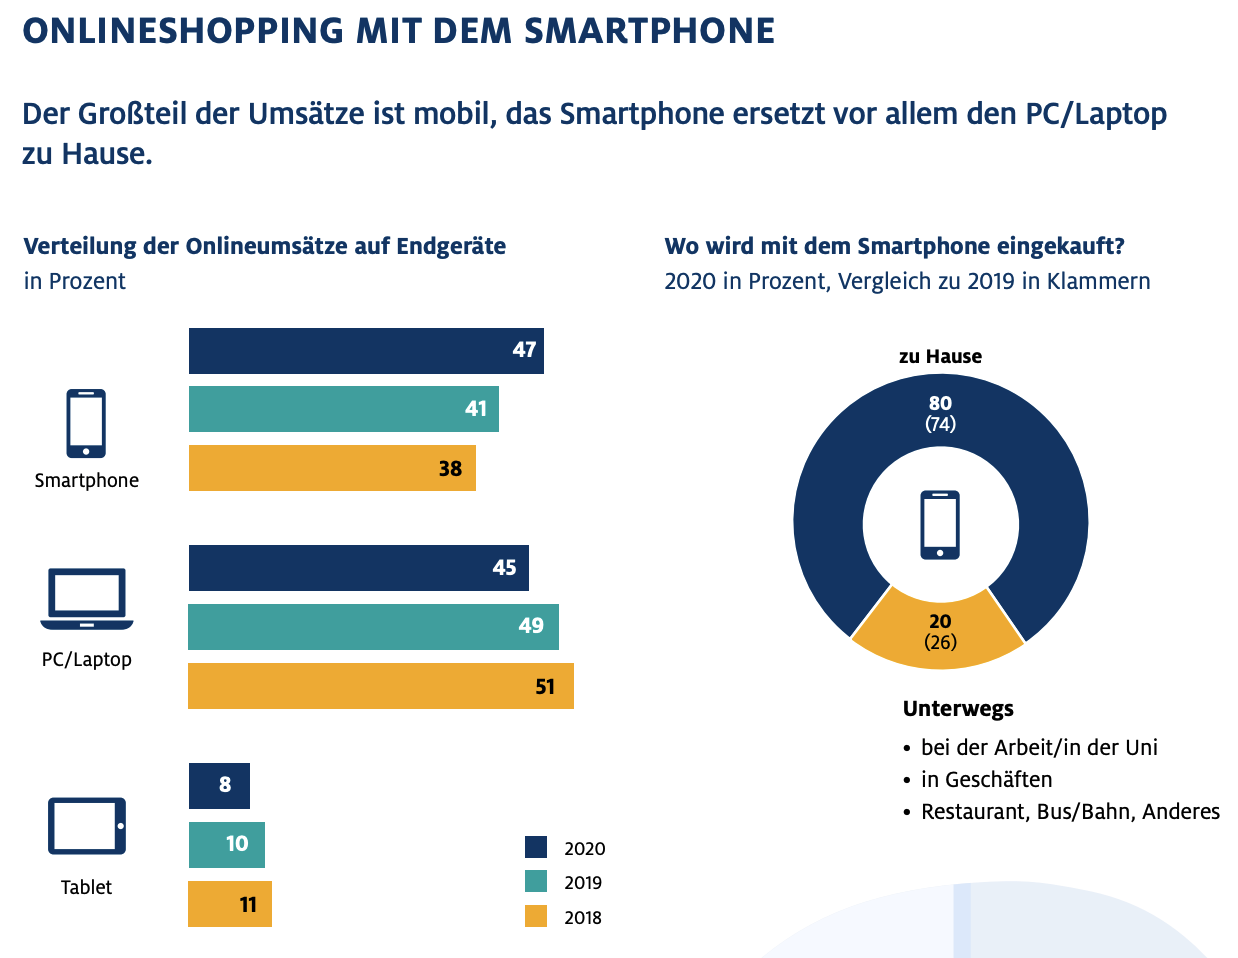 ONLINESHOPPING MIT DEM SMARTPHONE
Der Großteil der Umsätze ist mobil, das Smartphone ersetzt vor allem den PC/Laptop
zu Hause.
Verteilung der Onlineumsätze auf Endgeräte
in Prozent
47
41
38
Smartphone
45
49
51
PC/Laptop
8
10
11
Tablet
2020
2019
2018
Wo wird mit dem Smartphone eingekauft?
2020 in Prozent, Vergleich zu 2019 in Klammern
zu Hause
80
(74)
20
(26)
Unterwegs
• bei der Arbeit/in der Uni
• in Geschäften
• Restaurant, Bus/Bahn, Anderes